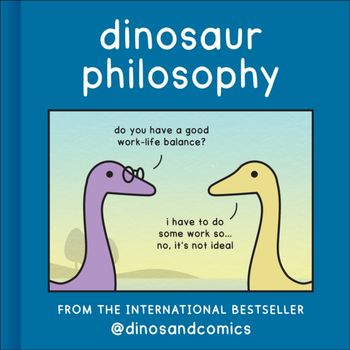 dinosaur
philosophy
do you have a good
work-life balance?
i have to do
some work so...
no, it's not ideal
FROM THE INTERNATIONAL BESTSELLER
@dinosandcomics